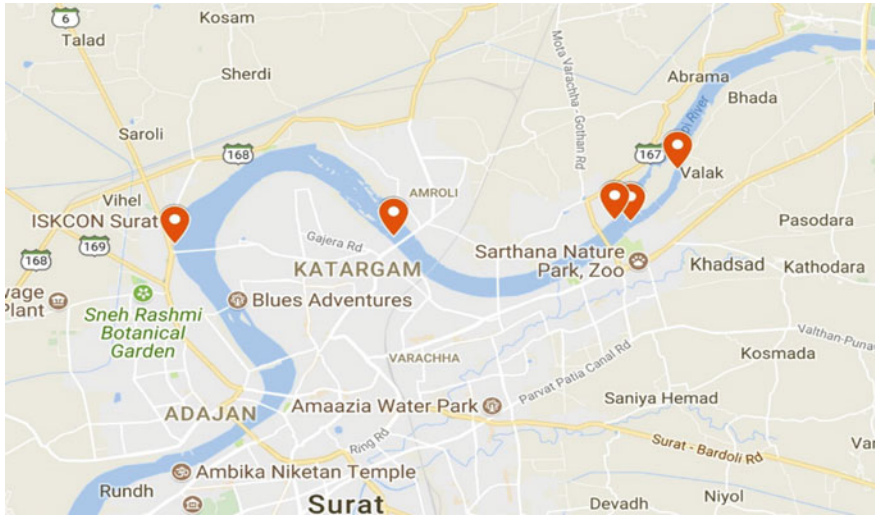 Kosam
6
Talad
Sherdi
Mota Varachha - Gothan Rd
Abrama
Bhada
Saroli
168
AMROLI
167
Valak
Vihel
ISKCON Surat
169
168
Gajera Rd
KATARGAM
Pasodara
Sarthana Nature
Park, Zoo
Khadsad
Kathodara
Plant
Blues Adventures
Sneh Rashmi
Botanical
Garden
VARACHHA
Valthan-Puna
Kosmada
Parvat Patia Canal Rd
ADAJAN
Amaazia Water Park
Saniya Hemad
Ring Rd
Surat - Bardoli Rd
Ambika Niketan Temple
Rundh
Surat
Devadh
Niyol